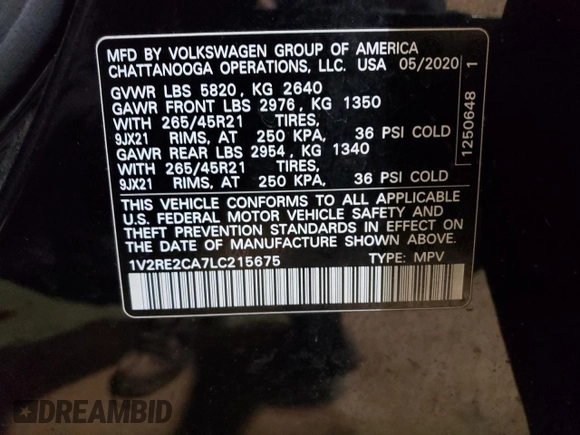 MFD BY VOLKSWAGEN GROUP OF AMERICA
CHATTANOOGA OPERATIONS, LLC. USA 05/2020
GVWR LBS 5820 , KG 2640
GAWR FRONT LBS 2976 , KG 1350
WITH 265/45R21 TIRES,
9JX21 RIMS, AT 250 KPA, 36 PSI COLD
GAWR REAR LBS 2954 , KG 1340
WITH 265/45R21 TIRES,
9JX21 RIMS, AT 250 KPA, 36 PSI COLD
THIS VEHICLE CONFORMS TO ALL APPLICABLE
U.S. FEDERAL MOTOR VEHICLE SAFETY AND
THEFT PREVENTION STANDARDS IN EFFECT ON
DATE OF MANUFACTURE SHOWN ABOVE.
1V2RE2CA7LC215675 TYPE: MPV
1250648 1
DREAMBID